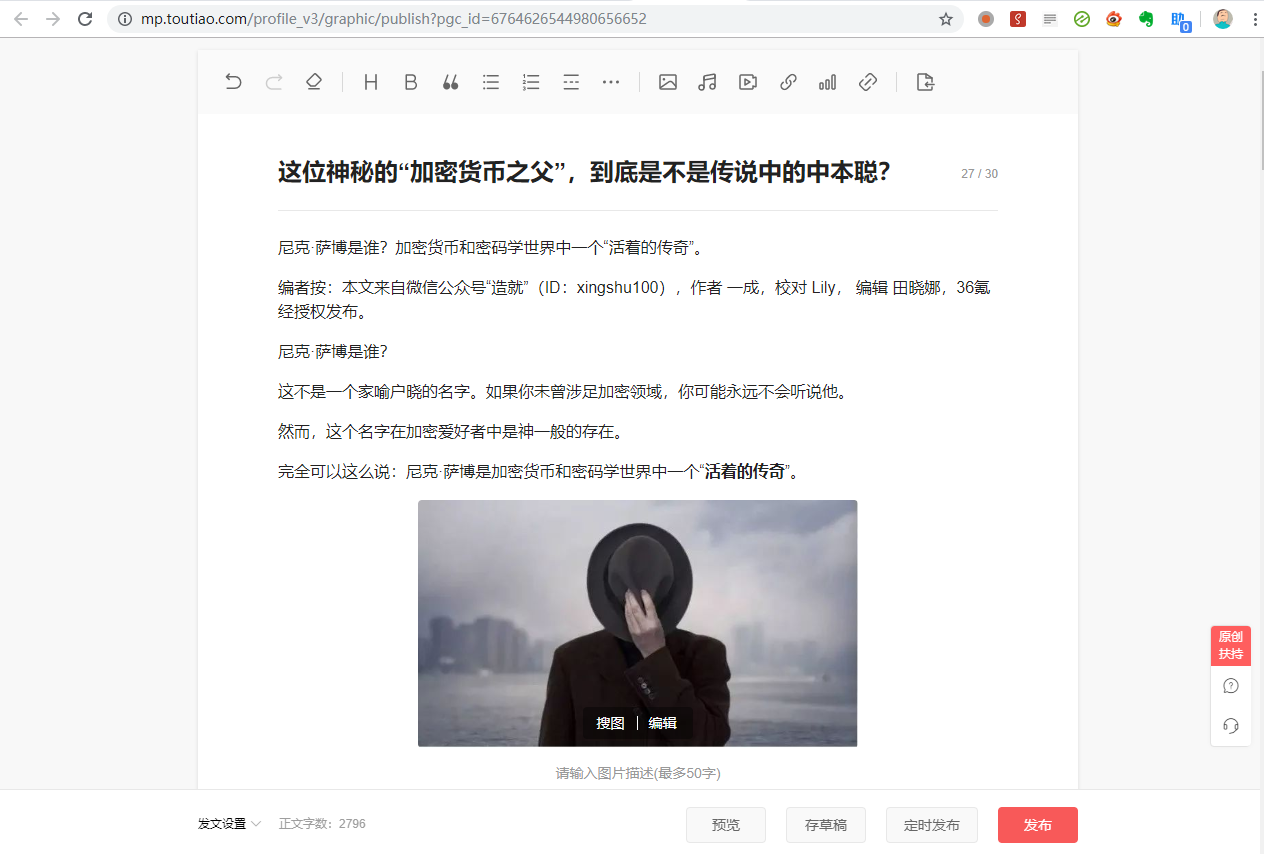 mp.toutiao.com/profile_v3/graphic/publish?pgc_id=6764626544980656652
0
H B
这位神秘的“加密货币之父”，到底是不是传说中的中本聪？
27 / 30
尼克·萨博是谁？加密货币和密码学世界中一个“活着的传奇”。
编者按：本文来自微信公众号“造就”（ID：xingshu100），作者 一成，校对 Lily， 编辑 田晓娜，36氪
经授权发布。
尼克·萨博是谁？
这不是一个家喻户晓的名字。如果你未曾涉足加密领域，你可能永远不会听说他。
然而，这个名字在加密爱好者中是神一般的存在。
完全可以这么说：尼克·萨博是加密货币和密码学世界中一个“活着的传奇”。
搜图 | 编辑
请输入图片描述(最多50字)
原创
扶持
发文设置 正文字数：2796 预览 存草稿 定时发布 发布